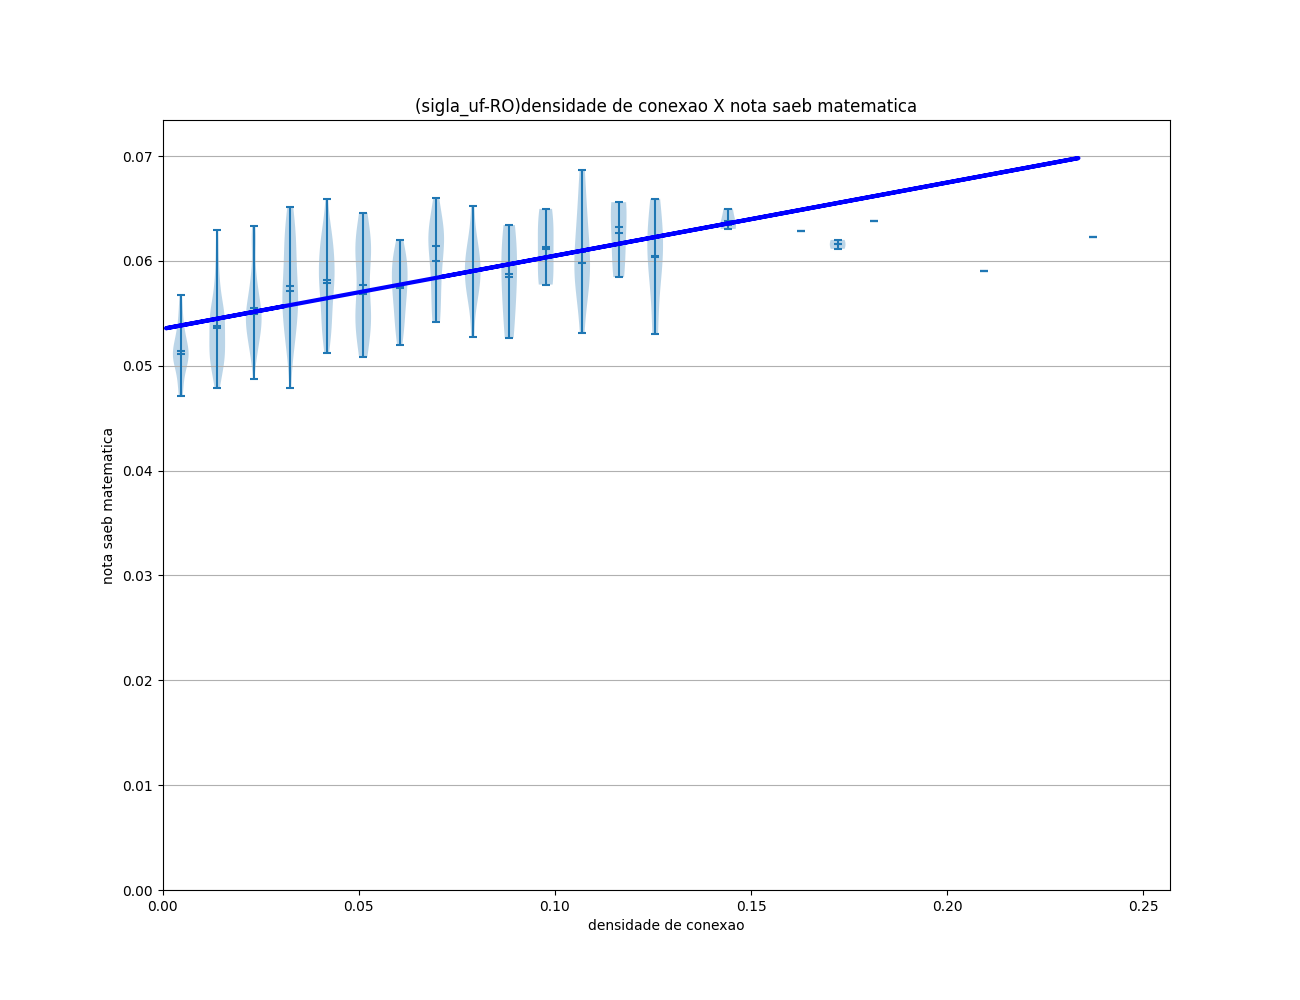 (sigla_uf-RO)densidade de conexao X nota saeb matematica
0.07
0.06
0.05
0.04
0.03
0.02
0.01
0.00
nota saeb matematica
0.00 0.05 0.10 0.15 0.20 0.25
densidade de conexao